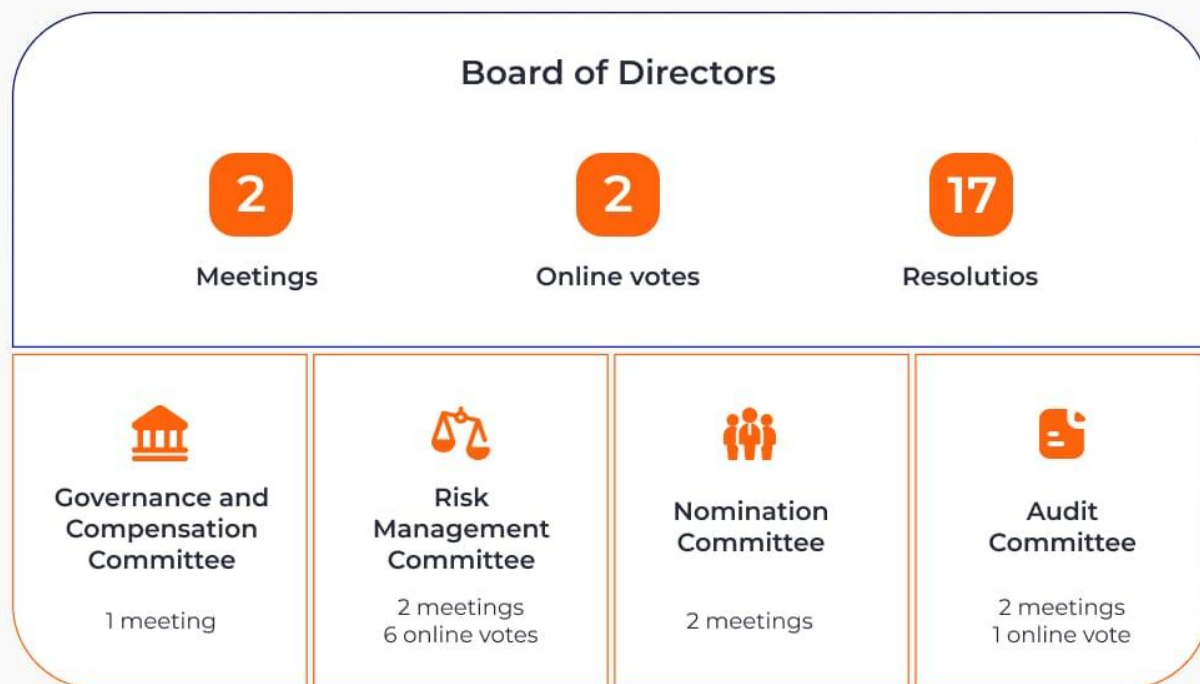 Board of Directors
2
2
17
Meetings
Online votes
Resolutios
Governance and
Compensation
Committee
1 meeting
Risk
Management
Committee
2 meetings
6 online votes
Nomination
Committee
2 meetings
Audit
Committee
2 meetings
1 online vote